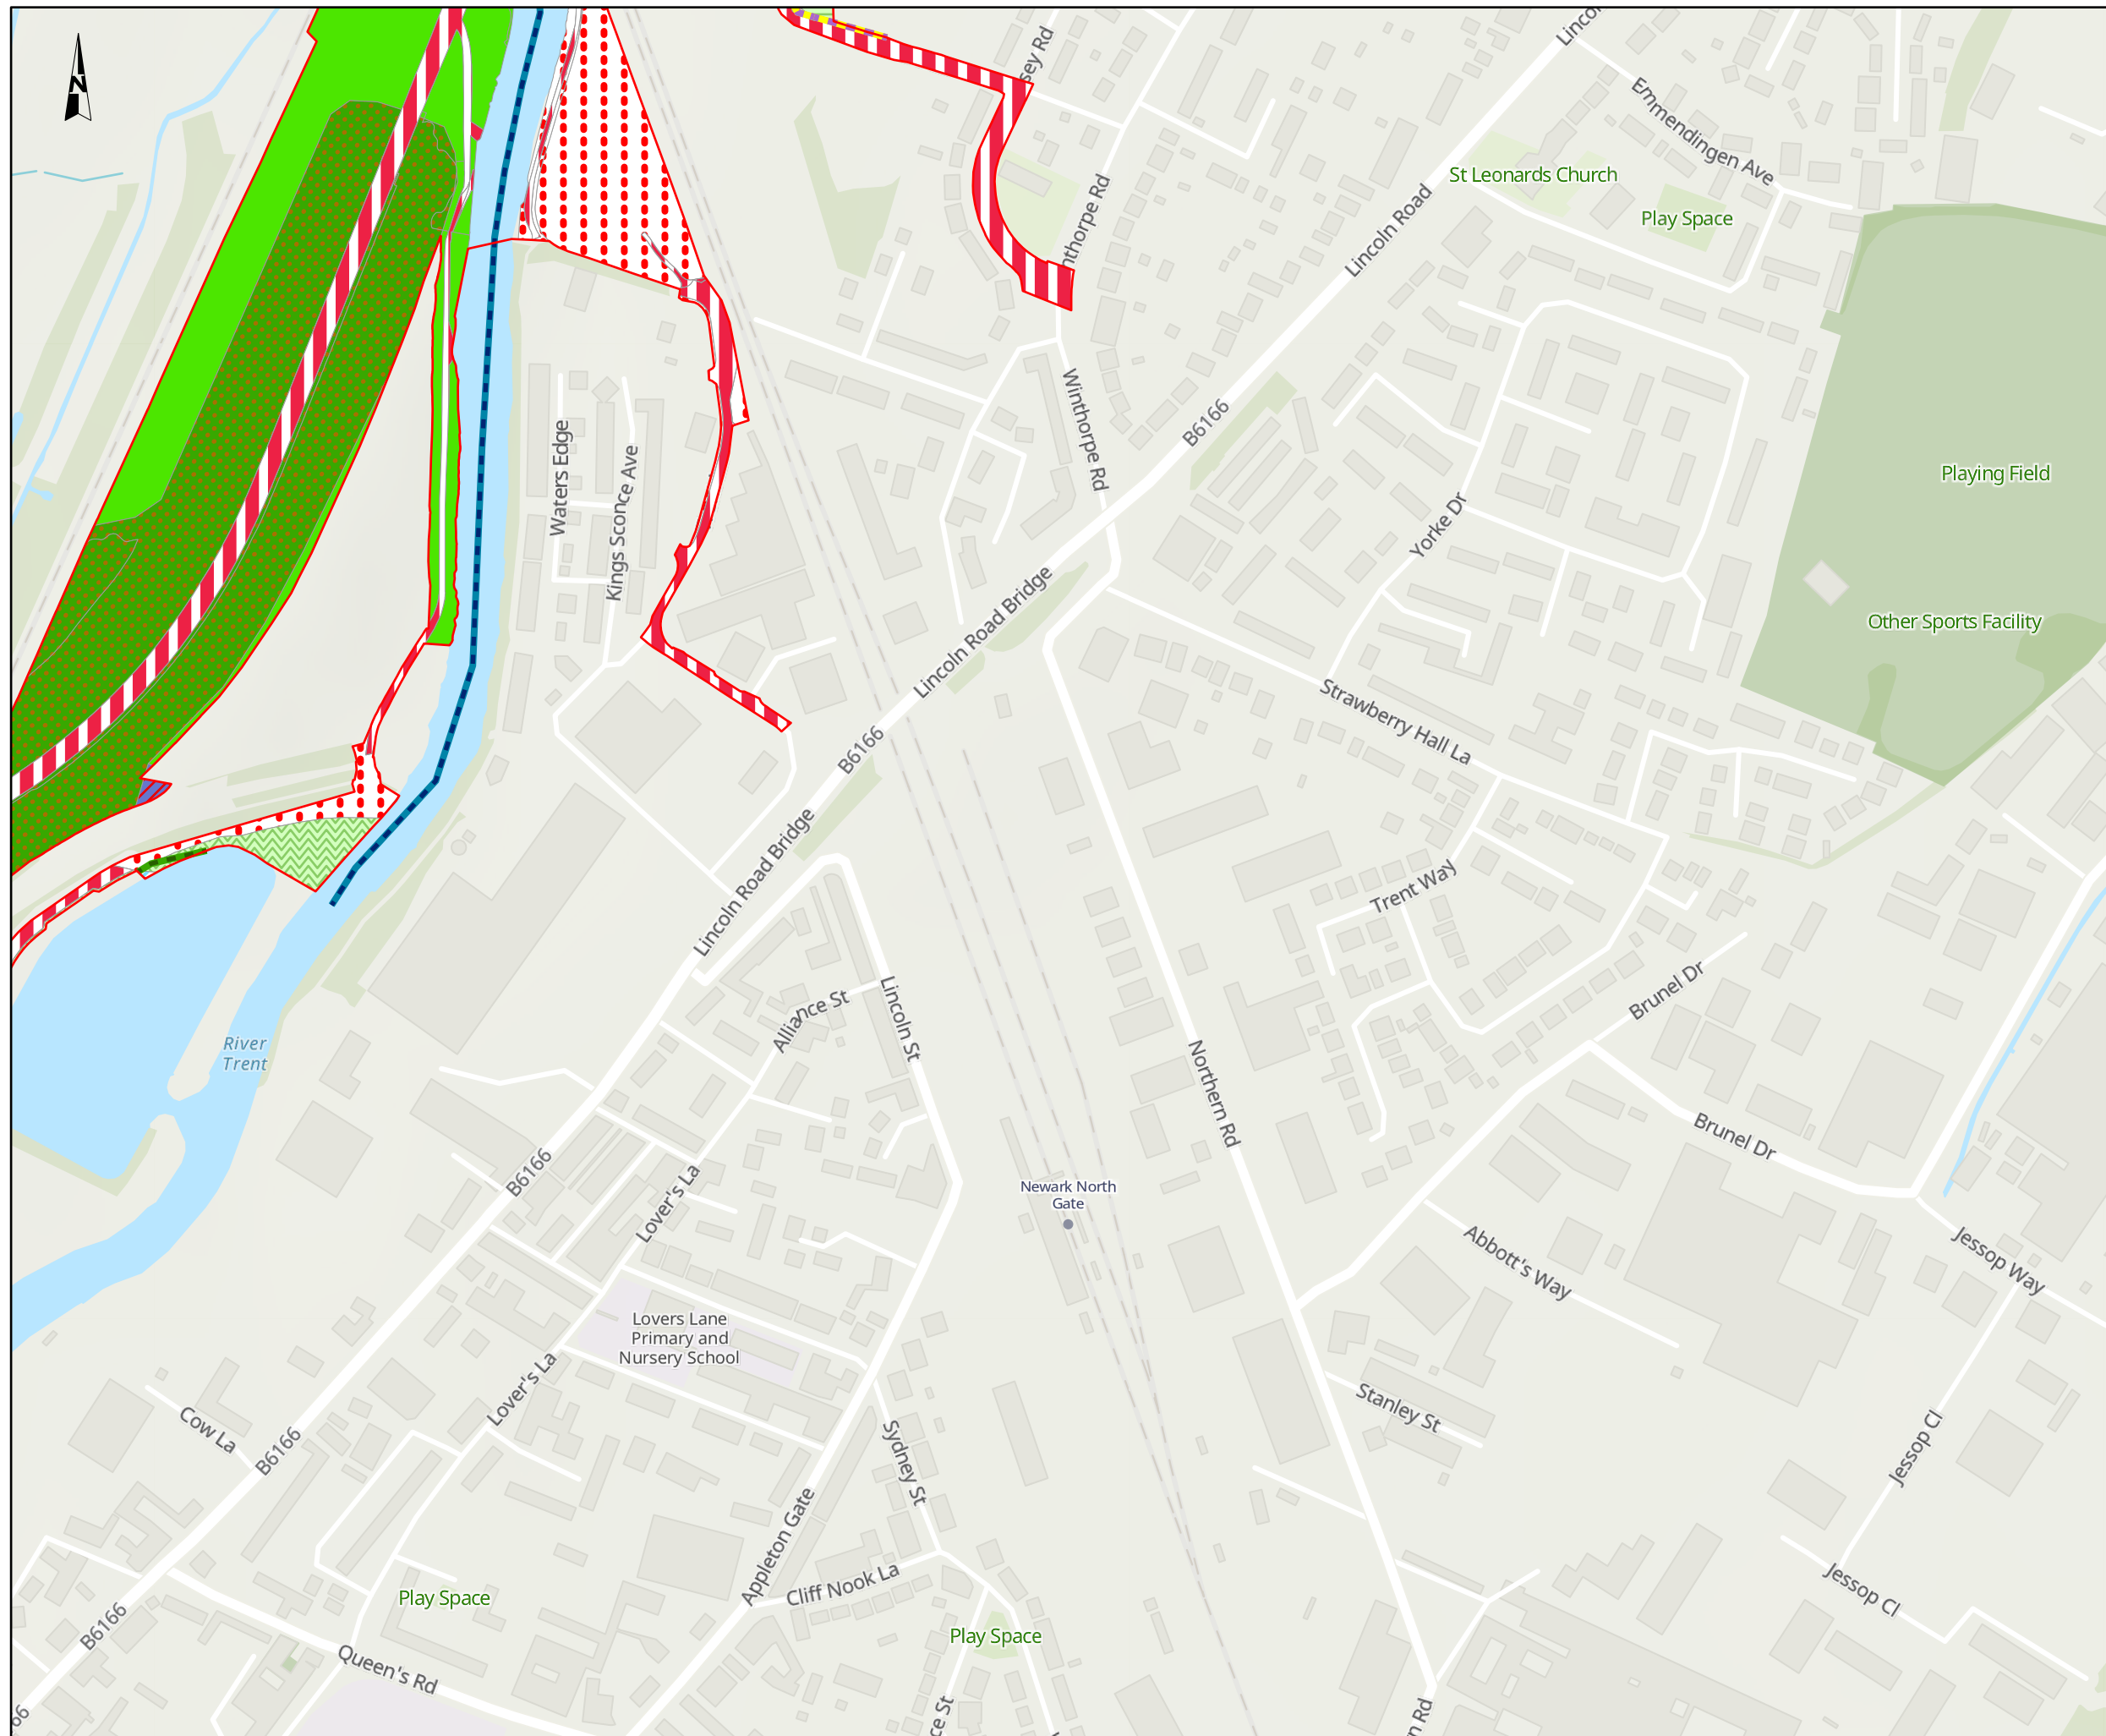 N
Lincoln Road
Emmendingen Ave
St Leonards Church
Play Space
Winthorpe Rd
B6166
Playing Field
Waters Edge
Kings Sconce Ave
Yorke Dr
Other Sports Facility
Lincoln Road Bridge
Strawberry Hall La
B6166
Lincoln Road Bridge
Trent Way
Brunel Dr
Alliance St
Lincoln St
River
Trent
Northern Rd
Brunel Dr
B6166
Lover's La
Newark North
Gate
Abbott's Way
Jessop Way
Lovers Lane
Primary and
Nursery School
Lover's La
Cow La
B6166
Stanley St
Sydney St
Jessop Cl
Appleton Gate
Cliff Nook La
Jessop Cl
Play Space
B6166
Play Space
Queen's Rd